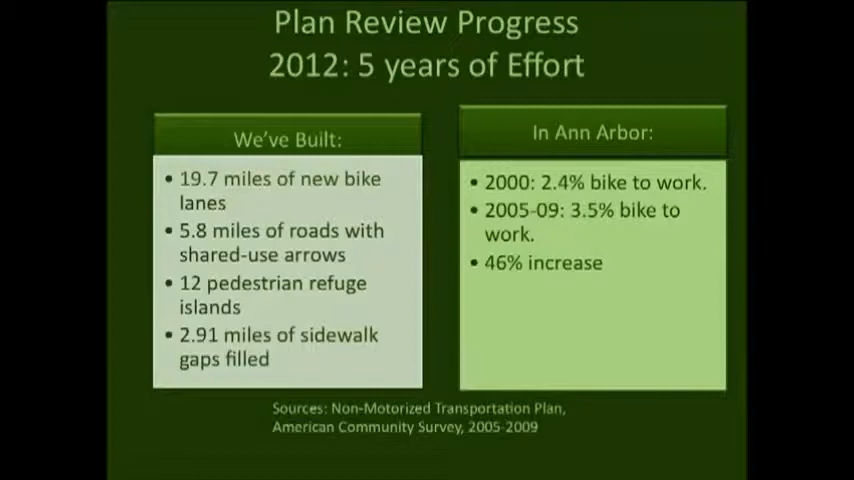 Plan Review Progress
2012: 5 years of Effort
We've Built:
• 19.7 miles of new bike
lanes
• 5.8 miles of roads with
shared-use arrows
• 12 pedestrian refuge
islands
• 2.91 miles of sidewalk
gaps filled
In Ann Arbor:
• 2000: 2.4% bike to work.
• 2005-09: 3.5% bike to
work.
• 46% increase
Sources: Non-Motorized Transportation Plan,
American Community Survey, 2005-2009